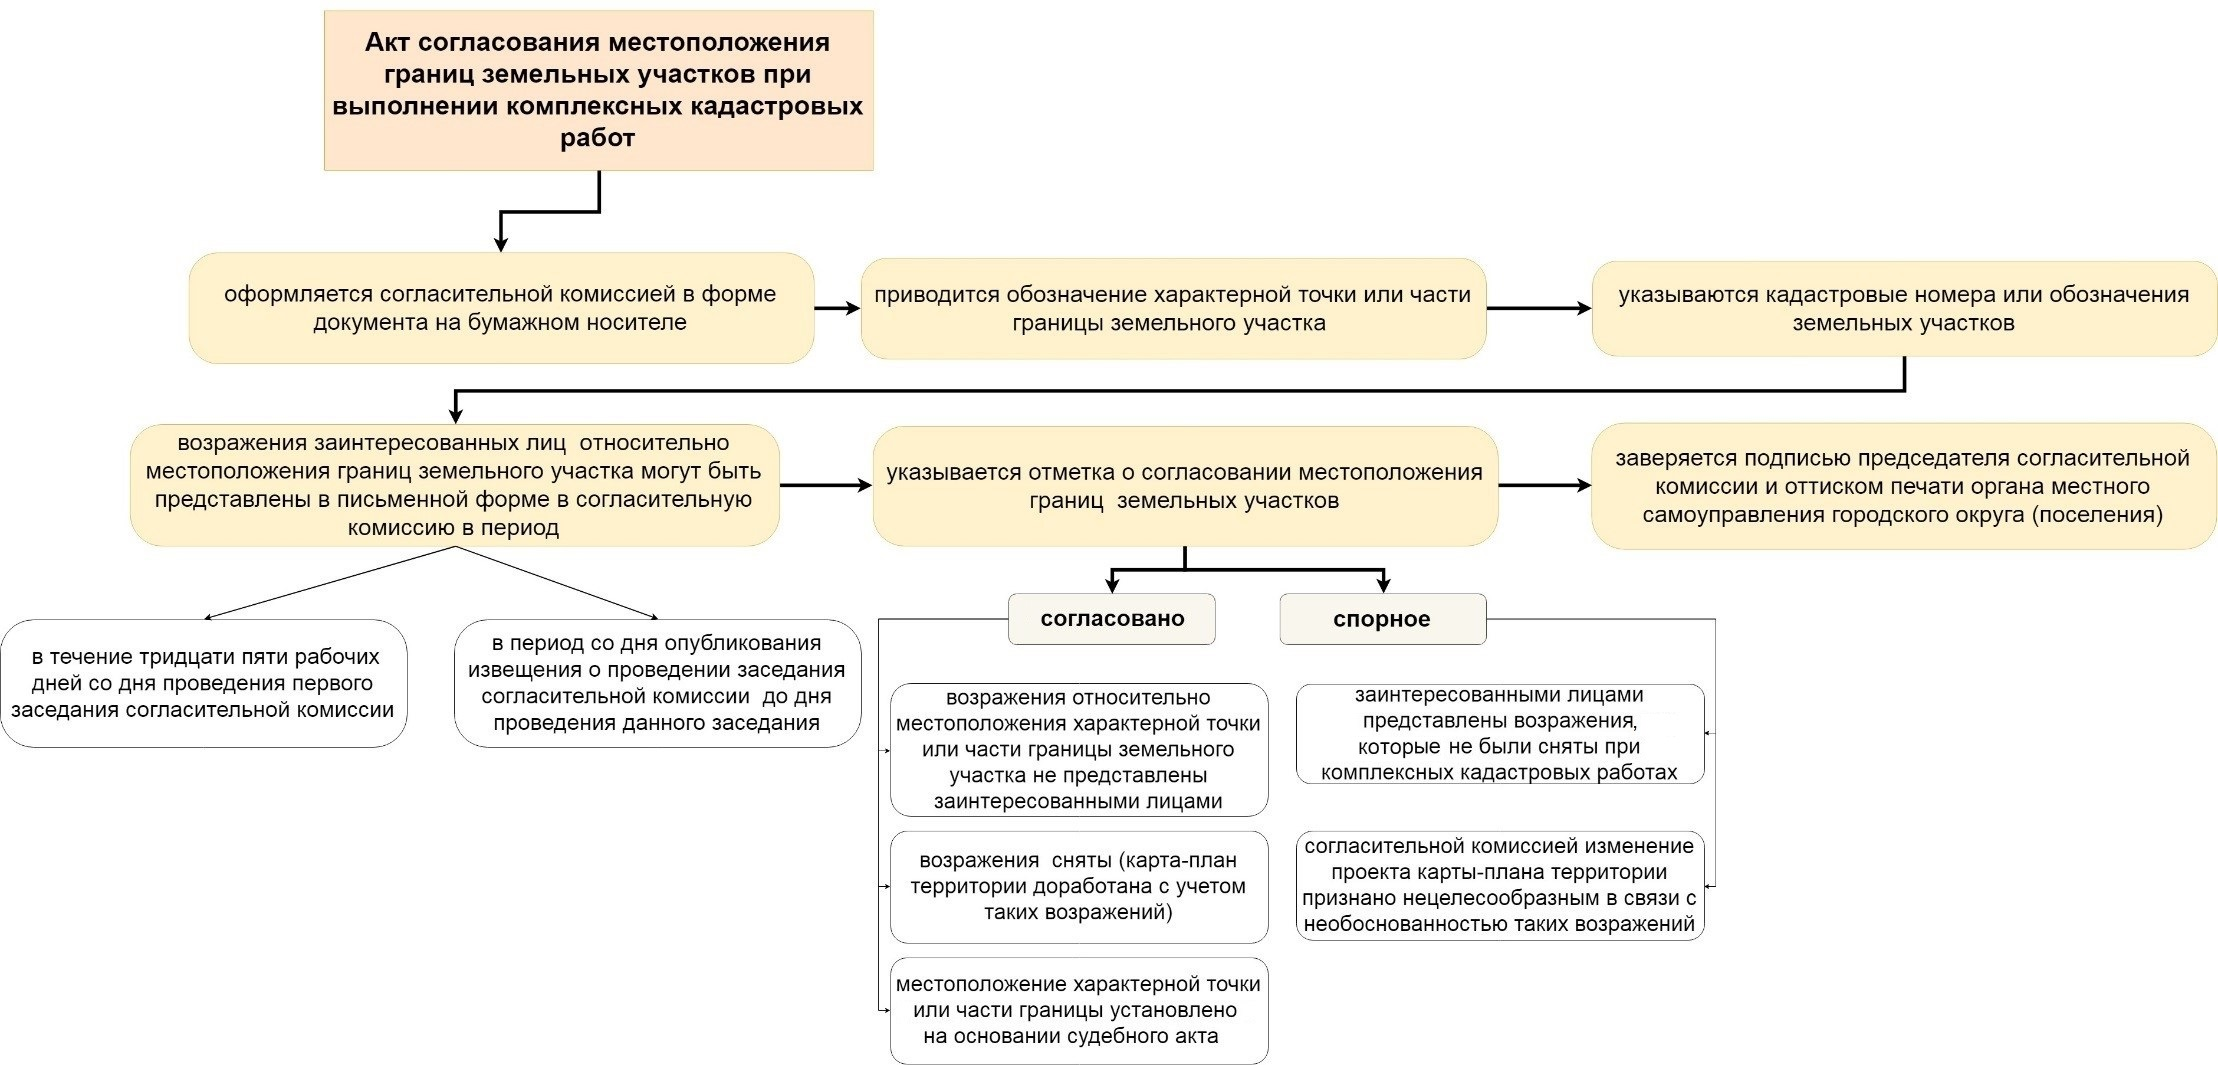 Акт согласования местоположения
границ земельных участков при
выполнении комплексных кадастровых
работ
оформляется согласительной комиссией в форме
документа на бумажном носителе
приводится обозначение характерной точки или части
границы земельного участка
указываются кадастровые номера или обозначения
земельных участков
возражения заинтересованных лиц относительно
местоположения границ земельного участка могут быть
представлены в письменной форме в согласительную
комиссию в период
указывается отметка о согласовании местоположения
границ земельных участков
заверяется подписью председателя согласительной
комиссии и оттиском печати органа местного
самоуправления городского округа (поселения)
в течение тридцати пяти рабочих
дней со дня проведения первого
заседания согласительной комиссии
в период со дня опубликования
извещения о проведении заседания
согласительной комиссии до дня
проведения данного заседания
согласовано
возражения относительно
местоположения характерной точки
или части границы земельного
участка не представлены
заинтересованными лицами
возражения сняты (карта-план
территории доработана с учетом
таких возражений)
местоположение характерной точки
или части границы установлено
на основании судебного акта
спорное
заинтересованными лицами
представлены возражения,
которые не были сняты при
комплексных кадастровых работах
согласительной комиссией изменение
проекта карты-плана территории
признано нецелесообразным в связи с
необоснованностью таких возражений